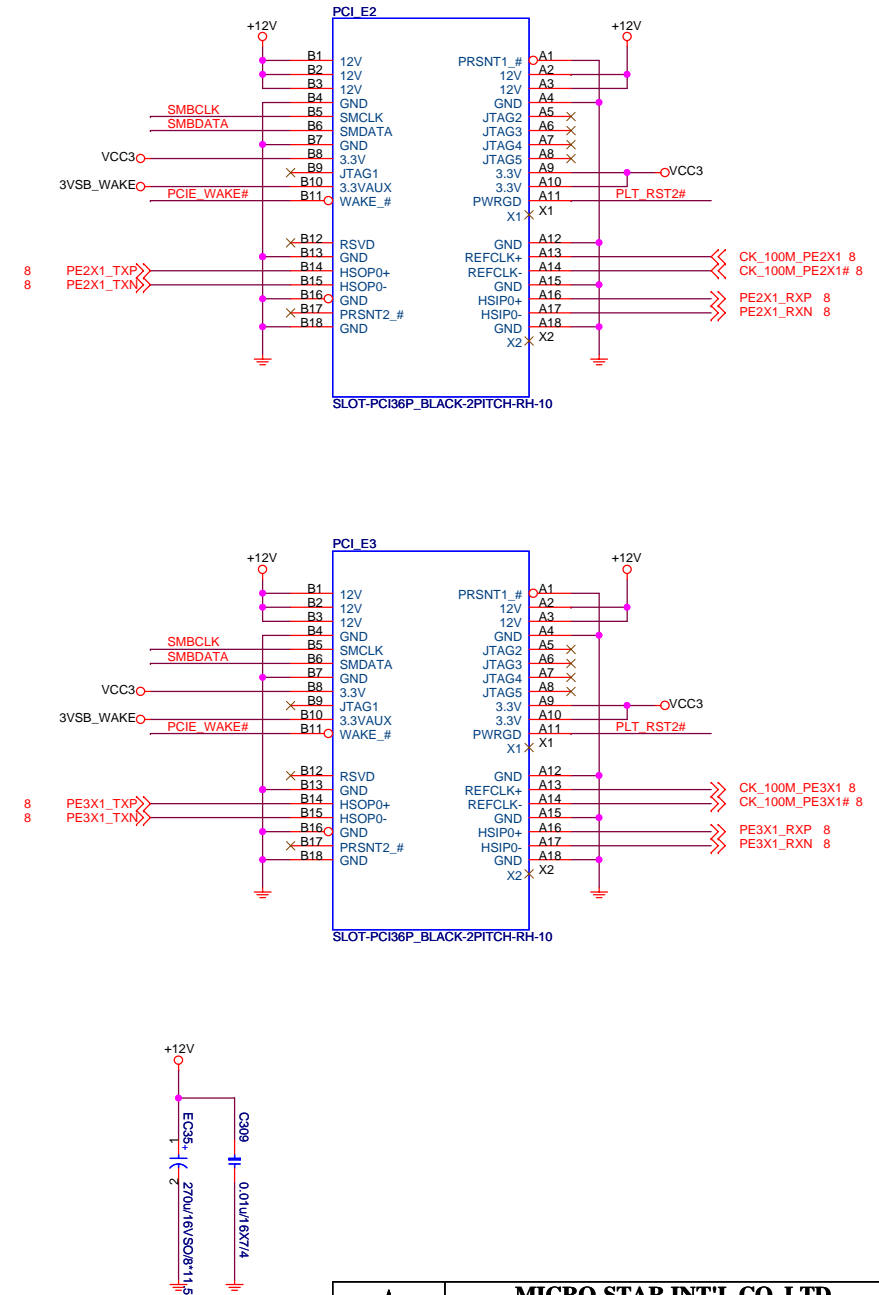 PCI_E2
+12V +12V
B1 12V PRSNT1_# A1
B2 12V 12V A2
B3 12V 12V A3
B4 GND GND A4
SMBCLK B5 SMCLK JTAG2 A5
SMBDATA B6 SMDATA JTAG3 A6
B7 GND JTAG4 A7
VCC3 B8 3.3V JTAG5 A8
B9 JTAG1 3.3V A9 VCC3
3VSB_WAKE B10 3.3VAUX 3.3V A10
PCIE_WAKE# B11 WAKE_# PWRGD A11 PLT_RST2#
X1 X1
B12 RSVD GND A12
B13 GND REFCLK+ A13 CK_100M_PE2X1 8
8 PE2X1_TXP B14 HSOP0+ REFCLK- A14 CK_100M_PE2X1# 8
8 PE2X1_TXN B15 HSOP0- GND A15
B16 GND HSIP0+ A16 PE2X1_RXP 8
B17 PRSNT2_# HSIP0- A17 PE2X1_RXN 8
B18 GND GND A18
X2 X2
SLOT-PCI36P_BLACK-2PITCH-RH-10
PCI_E3
+12V +12V
B1 12V PRSNT1_# A1
B2 12V 12V A2
B3 12V 12V A3
B4 GND GND A4
SMBCLK B5 SMCLK JTAG2 A5
SMBDATA B6 SMDATA JTAG3 A6
B7 GND JTAG4 A7
VCC3 B8 3.3V JTAG5 A8
B9 JTAG1 3.3V A9 VCC3
3VSB_WAKE B10 3.3VAUX 3.3V A10
PCIE_WAKE# B11 WAKE_# PWRGD A11 PLT_RST2#
X1 X1
B12 RSVD GND A12
B13 GND REFCLK+ A13 CK_100M_PE3X1 8
8 PE3X1_TXP B14 HSOP0+ REFCLK- A14 CK_100M_PE3X1# 8
8 PE3X1_TXN B15 HSOP0- GND A15
B16 GND HSIP0+ A16 PE3X1_RXP 8
B17 PRSNT2_# HSIP0- A17 PE3X1_RXN 8
B18 GND GND A18
X2 X2
SLOT-PCI36P_BLACK-2PITCH-RH-10
+12V
EC35 +
1
2
270u/16VSO/8*11.5
C309
0.01u/16X7/4
MICRO-STAR INT'L CO.,LTD